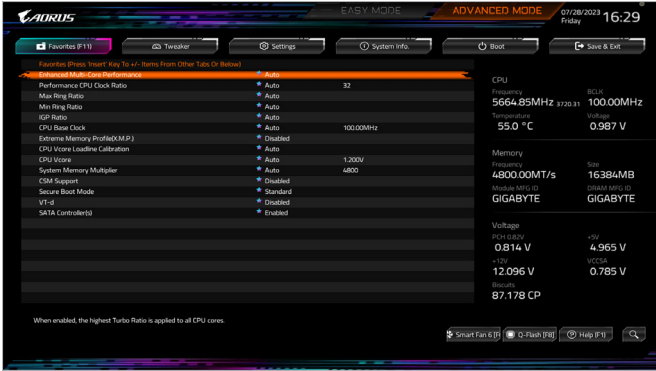 AORUS
EASY MODE
ADVANCED MODE
07/28/2023
Friday
16:29
Favorites (F11)
Tweaker
Settings
System Info.
Boot
Save & Exit
Favorites (Press 'Insert' Key To +/- Items From Other Tabs Or Below)
Enhanced Multi-Core Performance Auto
Performance CPU Clock Ratio Auto 32
Max Ring Ratio Auto
Min Ring Ratio Auto
IGP Ratio Auto
CPU Base Clock Auto 100.00MHz
Extreme Memory Profile(X.M.P.) Disabled
CPU Vcore Loadline Calibration Auto
CPU Vcore Auto 1.200V
System Memory Multiplier Auto 4800
CSM Support Disabled
Secure Boot Mode Standard
VT-d Disabled
SATA Controller(s) Enabled
CPU
Frequency BCLK
5664.85MHz 3720.31 100.00MHz
Temperature Voltage
55.0 °C 0.987 V
Memory
Frequency Size
4800.00MT/s 16384MB
Module MFG ID DRAM MFG ID
GIGABYTE GIGABYTE
Voltage
PCH 0.82V +5V
0.814 V 4.965 V
+12V VCCSA
12.096 V 0.785 V
Biscuits
87.178 CP
When enabled, the highest Turbo Ratio is applied to all CPU cores.
Smart Fan 6 [F
Q-Flash [F8]
Help (F1)